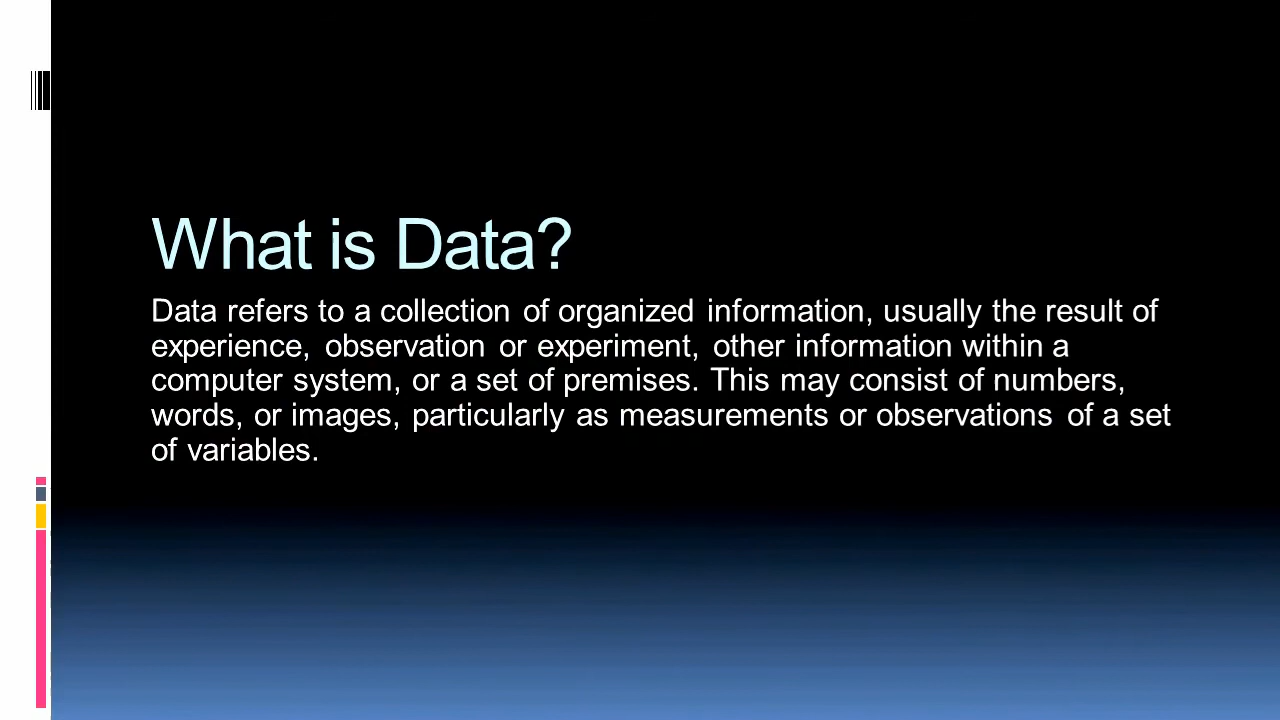 What is Data?
Data refers to a collection of organized information, usually the result of
experience, observation or experiment, other information within a
computer system, or a set of premises. This may consist of numbers,
words, or images, particularly as measurements or observations of a set
of variables.